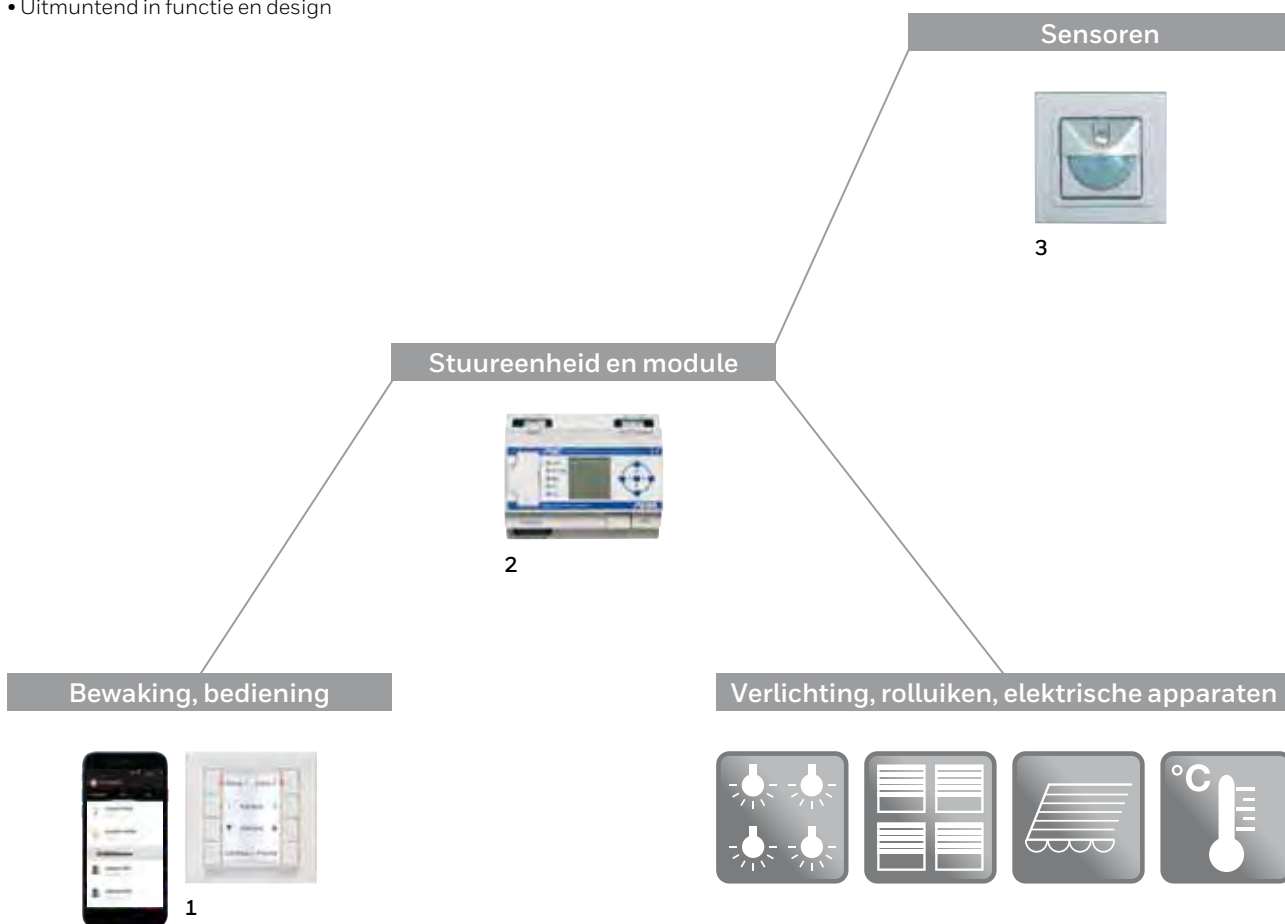 • Uitmuntend in functie en design
Sensoren
3
Stuureenheid en module
2
Bewaking, bediening
Verlichting, rolluiken, elektrische apparaten
°C
1